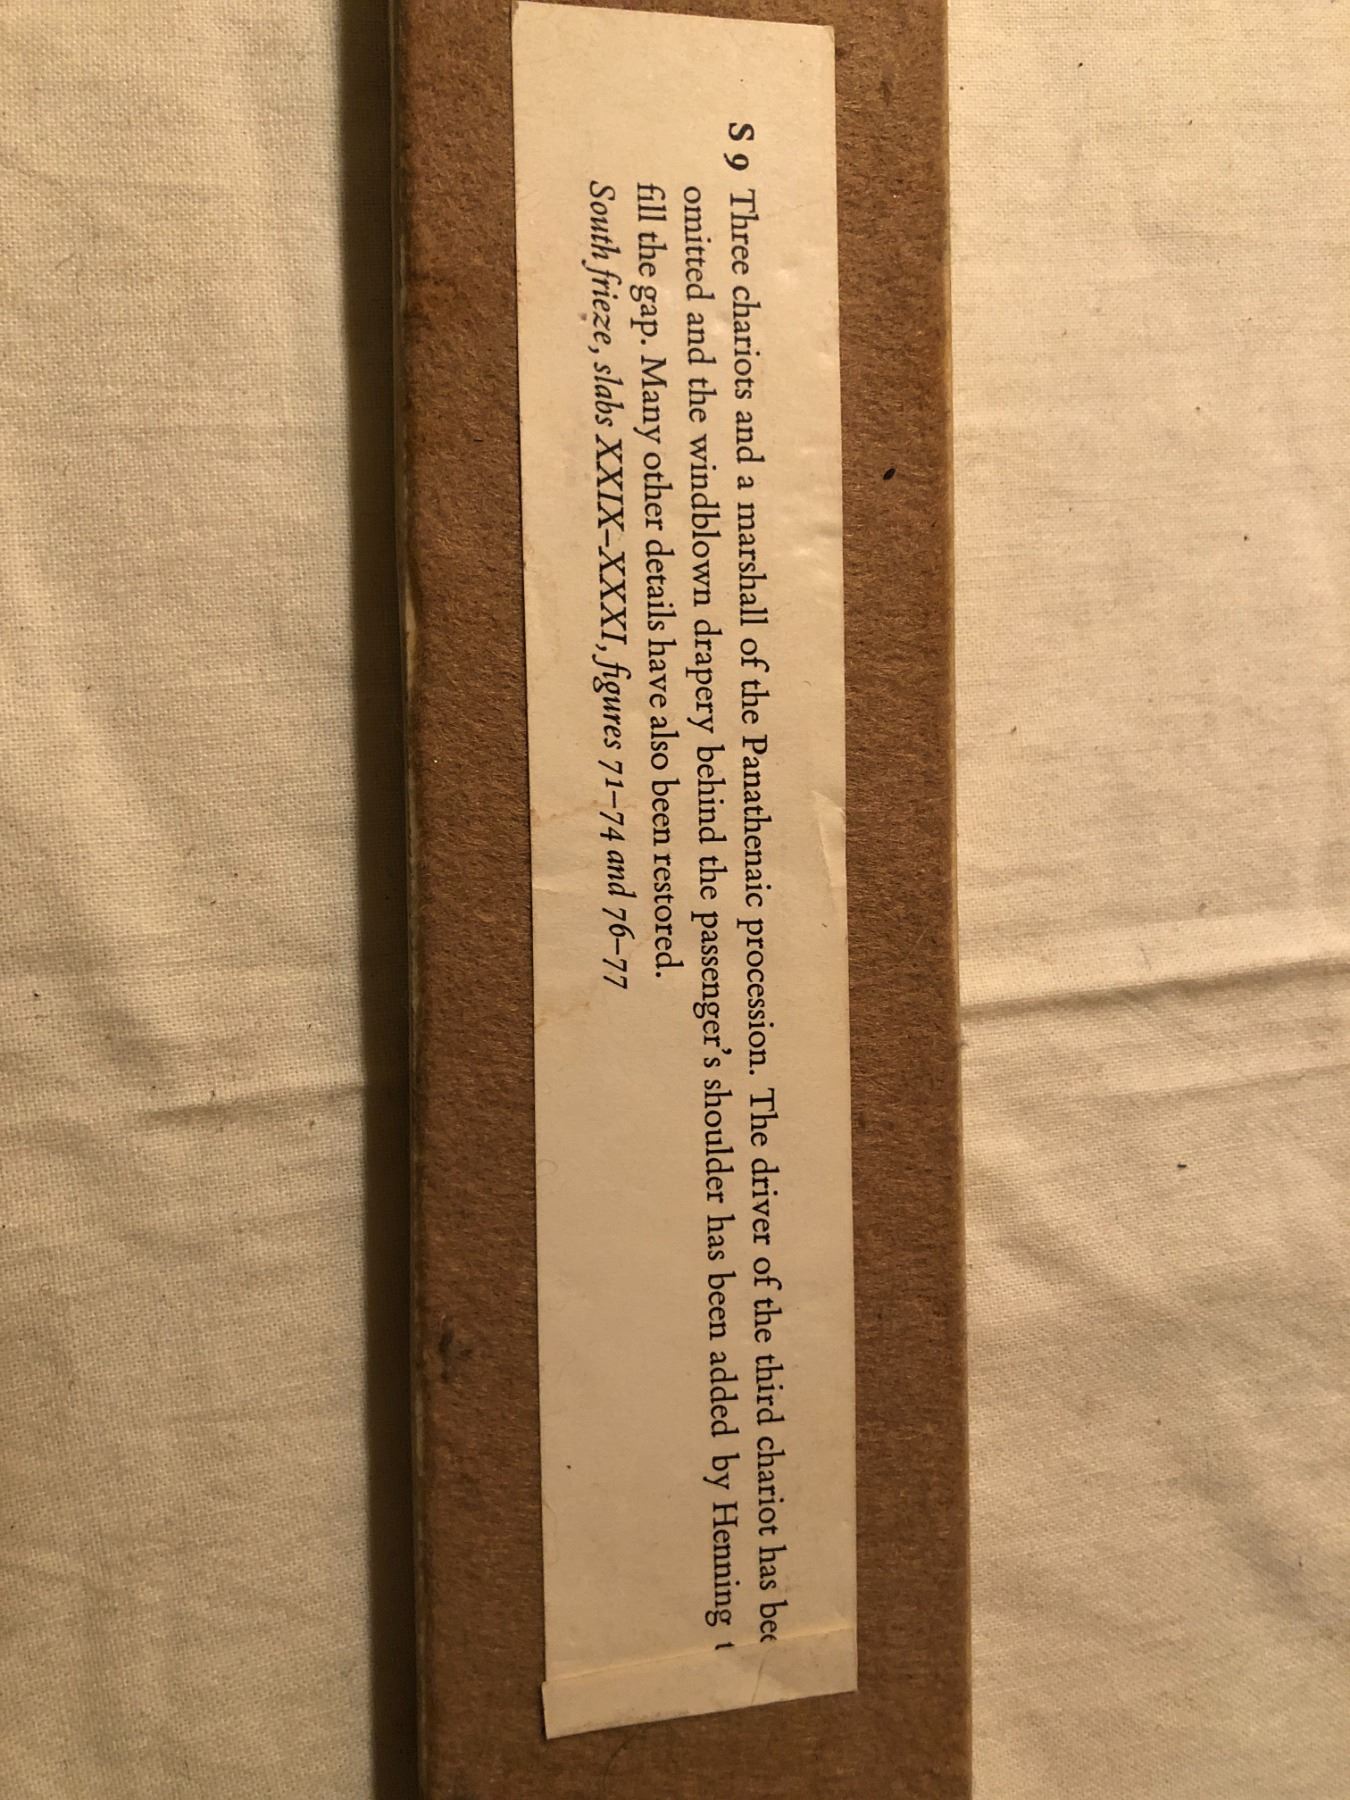 S 9 Three chariots and a marshall of the Panathenaic procession. The driver of the third chariot has bee
omitted and the windblown drapery behind the passenger's shoulder has been added by Henning t
fill the gap. Many other details have also been restored.
South frieze, slabs XXIX–XXXI, figures 71–74 and 76–77